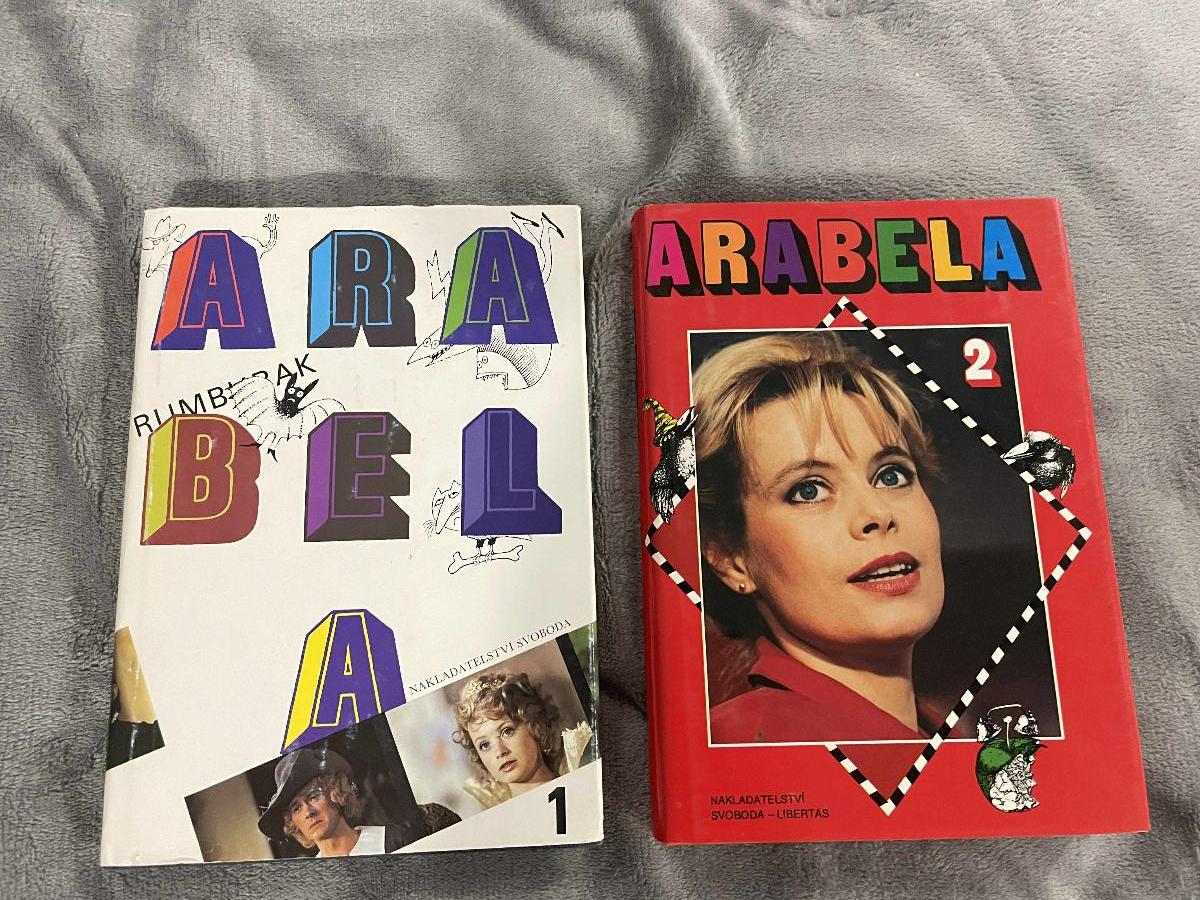 ARA
RUMBURAK
BEL
A
NAKLADATELSTVÍ SVOBODA
1
ARABELA
2
NAKLADATELSTVÍ
SVOBODA – LIBERTAS